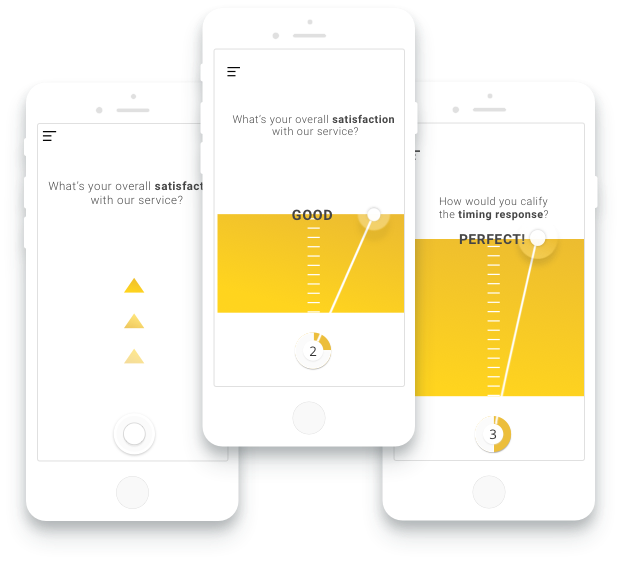 What's your overall
with our service?
What's your overall satisfaction
with our service?
GOOD
2
How would you calify
the timing response?
PERFECT!
3